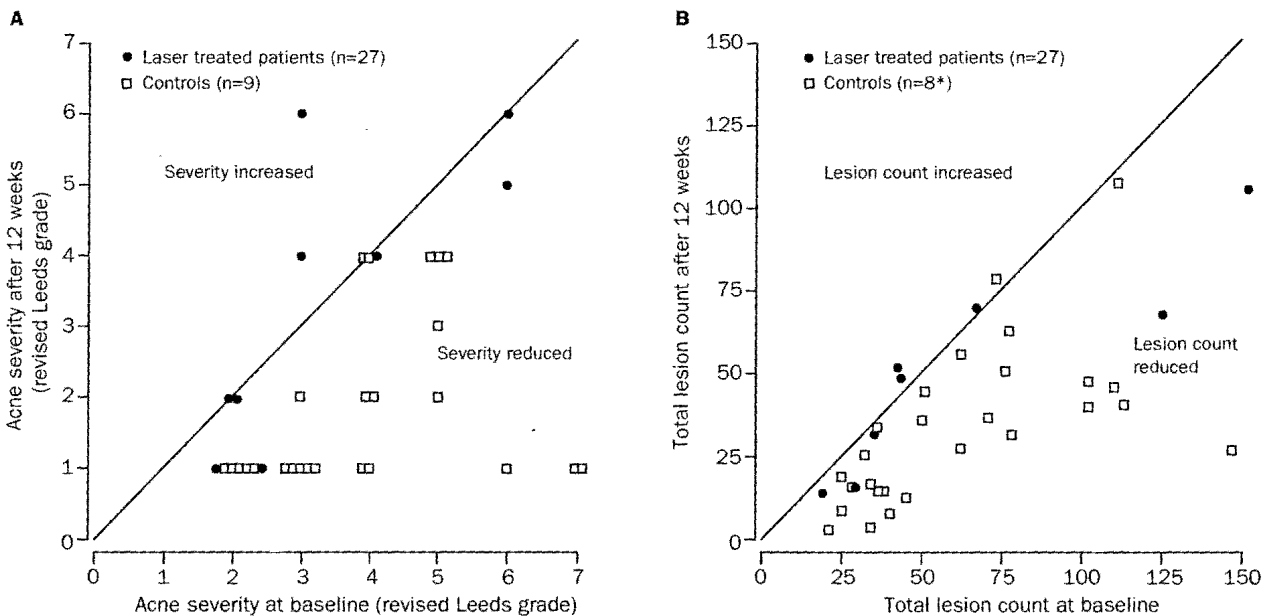 A
7
6
5
4
3
2
1
0
Acne severity after 12 weeks
(revised Leeds grade)
Laser treated patients (n=27)
Controls (n=9)
Severity increased
Severity reduced
0 1 2 3 4 5 6 7
Acne severity at baseline (revised Leeds grade)
B
150
125
100
75
50
25
0
Total lesion count after 12 weeks
Laser treated patients (n=27)
Controls (n=8*)
Lesion count increased
Lesion count
reduced
0 25 50 75 100 125 150
Total lesion count at baseline